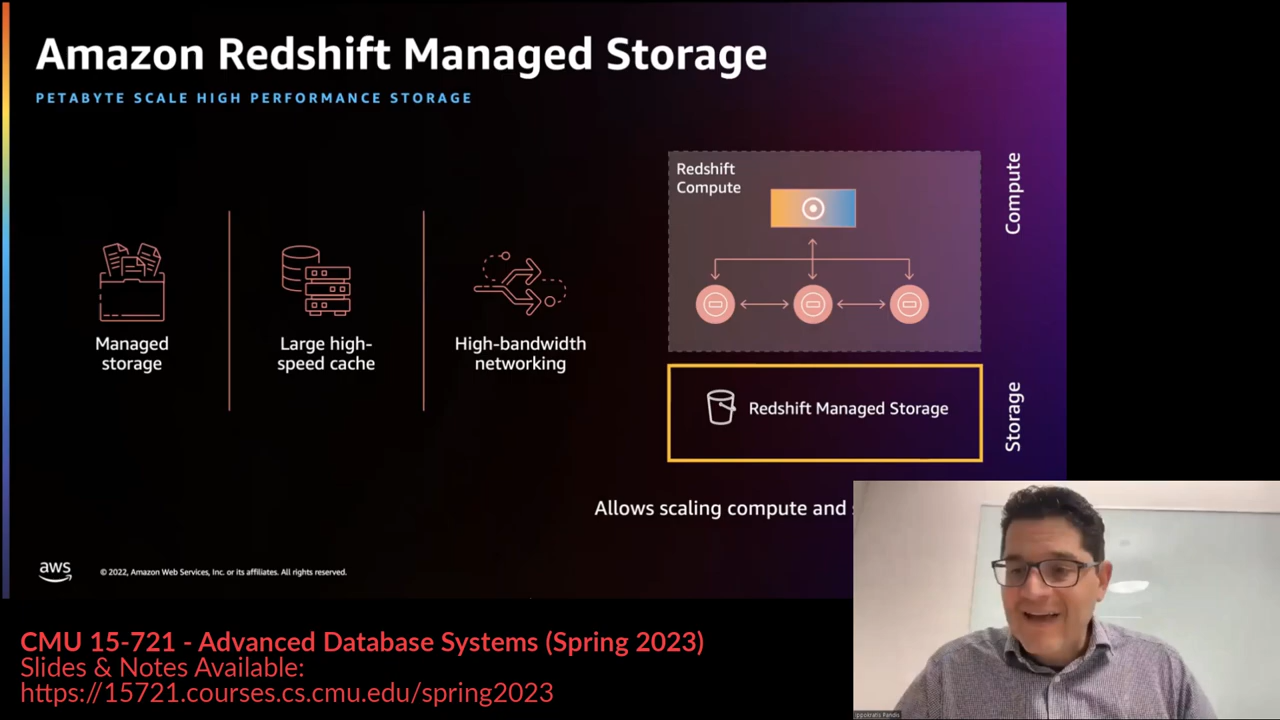 Amazon Redshift Managed Storage
PETABYTE SCALE HIGH PERFORMANCE STORAGE
Managed
storage
Large high-
speed cache
High-bandwidth
networking
Redshift
Compute
Compute
Redshift Managed Storage
Storage
Allows scaling compute and
aws
© 2022, Amazon Web Services, Inc. or its affiliates. All rights reserved.
CMU 15-721 - Advanced Database Systems (Spring 2023)
Slides & Notes Available:
https://15721.courses.cs.cmu.edu/spring2023
Ippokratis Pandis